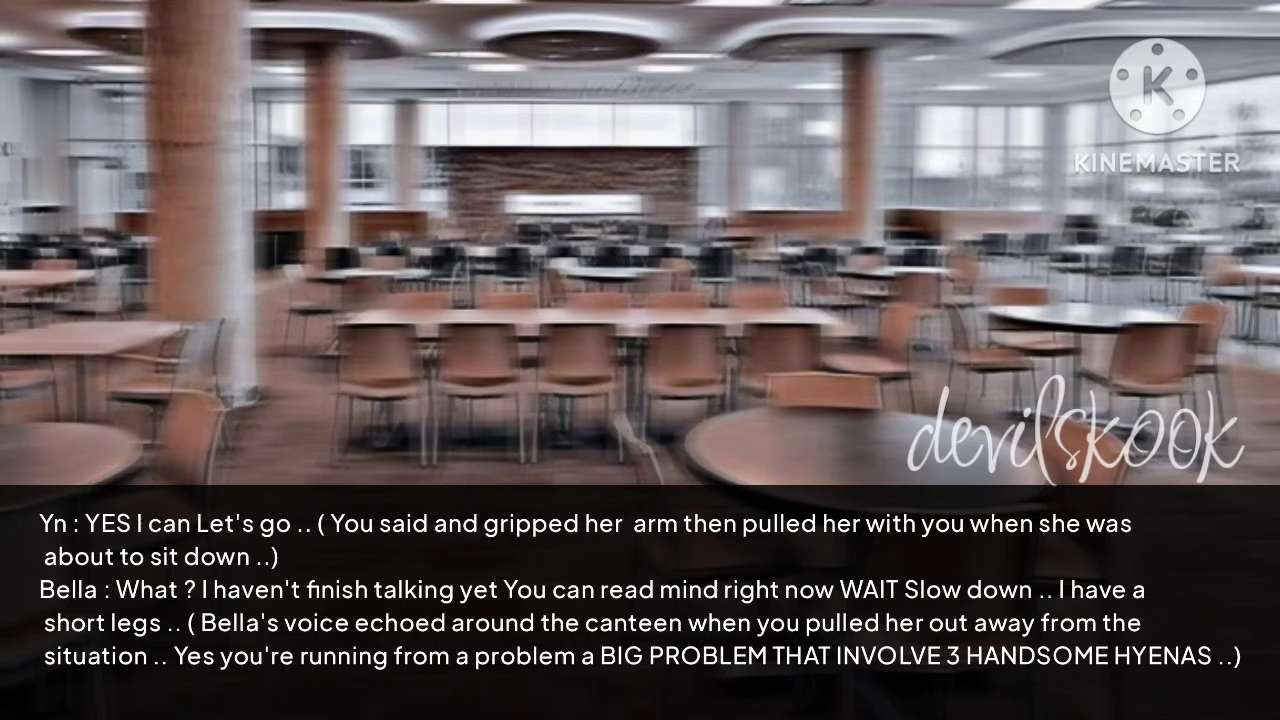 KINEMASTER
devilskook
Yn : YES I can Let's go .. ( You said and gripped her  arm then pulled her with you when she was
about to sit down ..)
Bella : What ? I haven't finish talking yet You can read mind right now WAIT Slow down .. I have a
short legs .. ( Bella's voice echoed around the canteen when you pulled her out away from the
situation .. Yes you're running from a problem a BIG PROBLEM THAT INVOLVE 3 HANDSOME HYENAS ..)